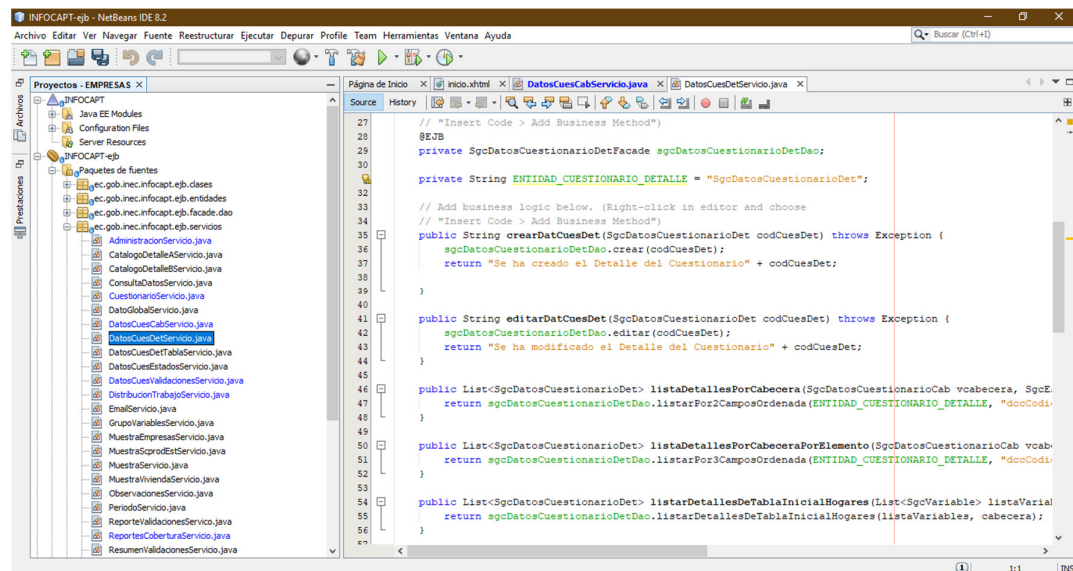 INFOCAPT-ejb - NetBeans IDE 8.2
Archivo Editar Ver Navegar Fuente Reestructurar Ejecutar Depurar Profile Team Herramientas Ventana Ayuda
Buscar (Ctrl+I)
Archivos
Prestaciones
Proyectos - EMPRESAS
INFOCAPT
Java EE Modules
Configuration Files
Server Resources
INFOCAPT-ejb
Paquetes de fuentes
ec.gob.inec.infocapt.ejb.clases
ec.gob.inec.infocapt.ejb.entidades
ec.gob.inec.infocapt.ejb.facade.dao
ec.gob.inec.infocapt.ejb.servicios
AdministracionServicio.java
CatalogoDetalleAServicio.java
CatalogoDetalleBServicio.java
ConsultaDatosServicio.java
CuestionarioServicio.java
DatoGlobalServicio.java
DatosCuesCabServicio.java
DatosCuesDetServicio.java
DatosCuesDetTablaServicio.java
DatosCuesEstadosServicio.java
DatosCuesValidacionesServicio.java
DistribucionTrabajoServicio.java
EmailServicio.java
GrupoVariablesServicio.java
MuestraEmpresasServicio.java
MuestraScprodEstServicio.java
MuestraServicio.java
MuestraViviendaServicio.java
ObservacionesServicio.java
PeriodoServicio.java
ReporteValidacionesServico.java
ReportesCoberturaServicio.java
ResumenValidacionesServicio.java
Página de Inicio inicio.xhtml DatosCuesCabServicio.java DatosCuesDetServicio.java
Source History
27 // "Insert Code > Add Business Method")
28 @EJB
29 private SgcDatosCuestionarioDetFacade sgcDatosCuestionarioDetDao;
30
private String ENTIDAD_CUESTIONARIO_DETALLE = "SgcDatosCuestionarioDet";
32
33 // Add business logic below. (Right-click in editor and choose
34 // "Insert Code > Add Business Method")
35 public String crearDatCuesDet(SgcDatosCuestionarioDet codCuesDet) throws Exception {
36 sgcDatosCuestionarioDetDao.crear(codCuesDet);
37 return "Se ha creado el Detalle del Cuestionario" + codCuesDet;
38
39 }
40
41 public String editarDatCuesDet(SgcDatosCuestionarioDet codCuesDet) throws Exception {
42 sgcDatosCuestionarioDetDao.editar(codCuesDet);
43 return "Se ha modificado el Detalle del Cuestionario" + codCuesDet;
44 }
45
46 public List<SgcDatosCuestionarioDet> listaDetallesPorCabecera(SgcDatosCuestionarioCab vcabecera, SgcE
47 return sgcDatosCuestionarioDetDao.listarPor2CamposOrdenada(ENTIDAD_CUESTIONARIO_DETALLE, "dccCodi
48 }
49
50 public List<SgcDatosCuestionarioDet> listaDetallesPorCabeceraPorElemento(SgcDatosCuestionarioCab vcab
51 return sgcDatosCuestionarioDetDao.listarPor3CamposOrdenada(ENTIDAD_CUESTIONARIO_DETALLE, "dccCodi
52 }
53
54 public List<SgcDatosCuestionarioDet> listarDetallesDeTablaInicialHogares(List<SgcVariable> listaVariab
55 return sgcDatosCuestionarioDetDao.listarDetallesDeTablaInicialHogares(listaVariables, cabecera);
56 }
57
1 1:1 INS